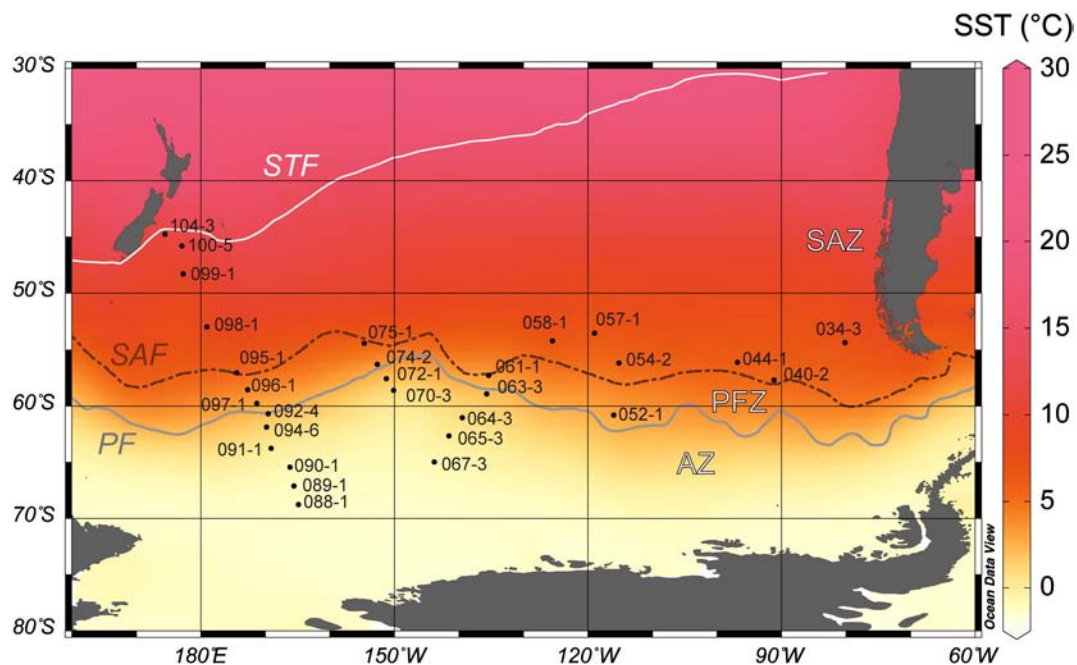 SST (°C)
30°S
30
25
STF
40°S
20
104-3
100-5
SAZ
099-1
15
50°S
098-1
075-1
058-1
057-1
034-3
10
SAF
095-1
074-2
061-1
054-2
044-1
096-1
072-1
063-3
040-2
60°S
097-1
070-3
PFZ
092-4
064-3
052-1
PF
094-6
5
091-1
065-3
AZ
090-1
067-3
089-1
088-1
70°S
0
Ocean Data View
80°S
180°E
150°W
120°W
90°W
60°W